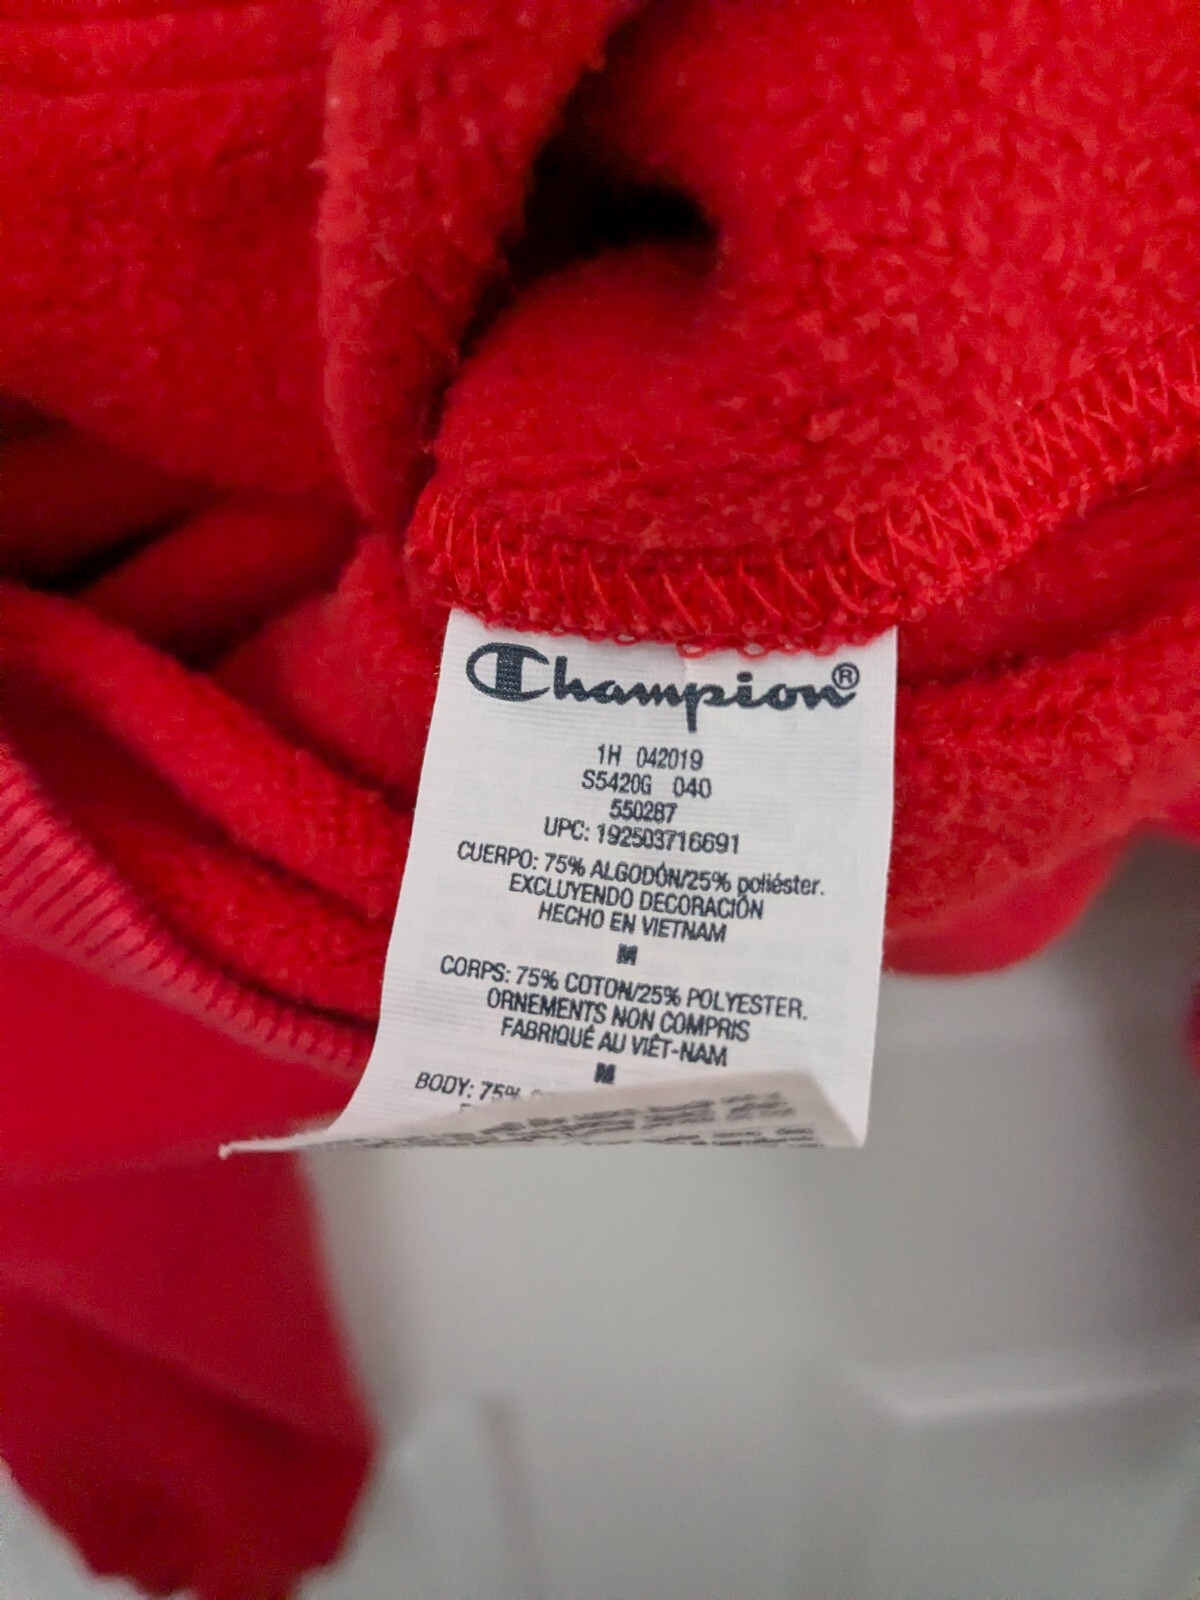 Champion®
1H 042019
S5420G 040
550287
UPC: 192503716691
CUERPO: 75% ALGODÓN/25% poliéster.
EXCLUYENDO DECORACIÓN
HECHO EN VIETNAM
M
CORPS: 75% COTON/25% POLYESTER.
ORNEMENTS NON COMPRIS
FABRIQUÉ AU VIÊT-NAM
M
BODY: 75%